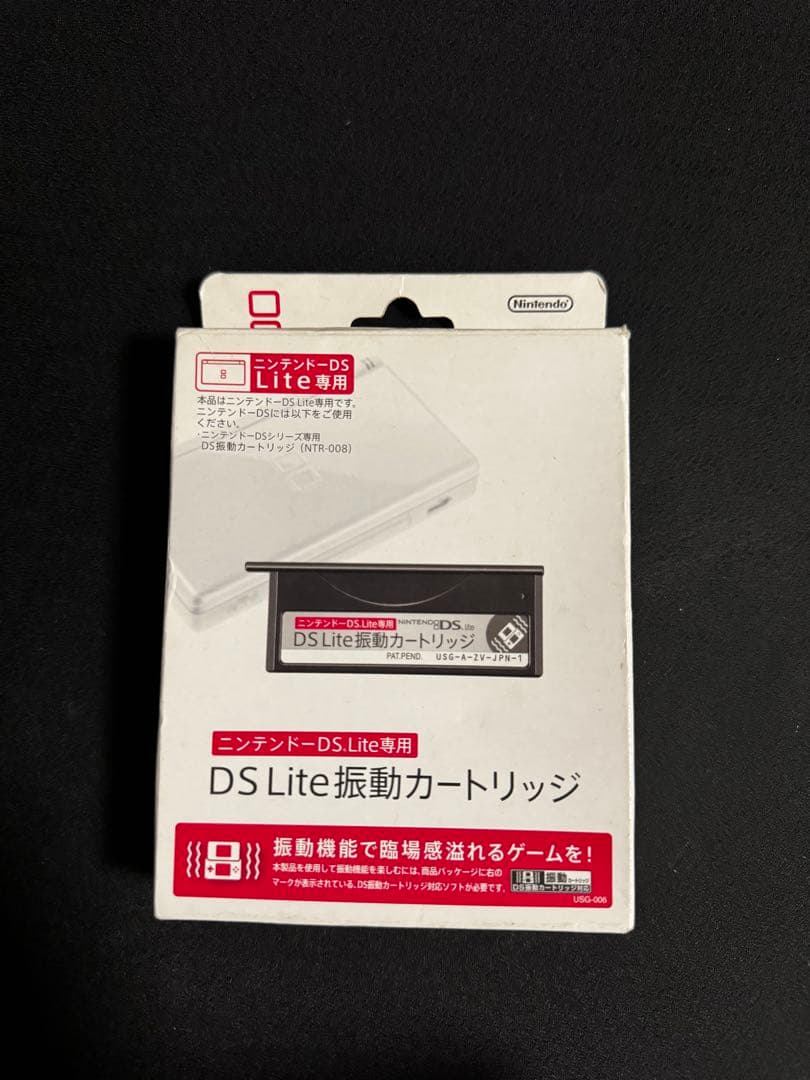 Nintendo
ニンテンドーDS
Lite専用
本品はニンテンドーDS Lite専用です。
ニンテンドーDSには以下をご使用
ください。
・ニンテンドーDSシリーズ専用
DS振動カートリッジ（NTR-008）
ニンテンドーDS Lite専用 NINTENDO DS Lite
DS Lite振動カートリッジ
PAT.PEND. USG-A-ZV-JPN-1
ニンテンドーDS Lite専用
DS Lite振動カートリッジ
振動機能で臨場感溢れるゲームを！
本製品を使用して振動機能を楽しむには、商品パッケージに右の
マークが表示されている、DS振動カートリッジ対応ソフトが必要です。
振動カートリッジ
DS振動カートリッジ対応
USG-006